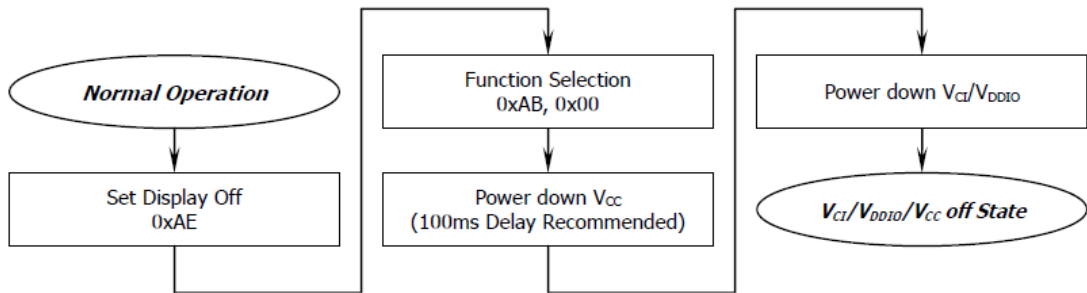 Normal Operation
Set Display Off
0xAE
Function Selection
0xAB, 0x00
Power down VCC
(100ms Delay Recommended)
Power down VCI/VDDIO
VCI/VDDIO/VCC off State